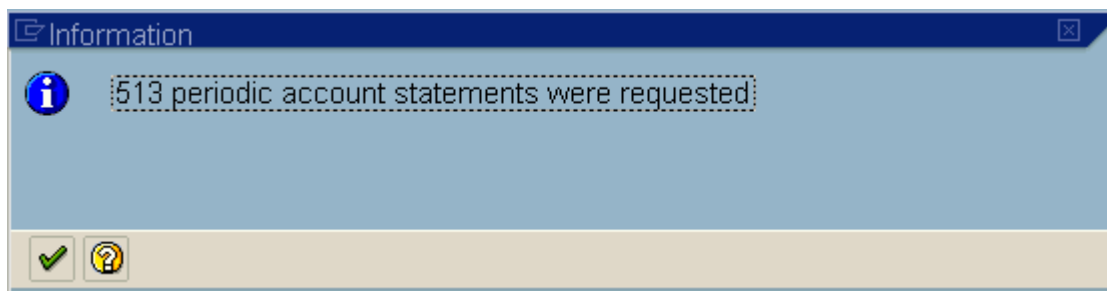 Information
513 periodic account statements were requested